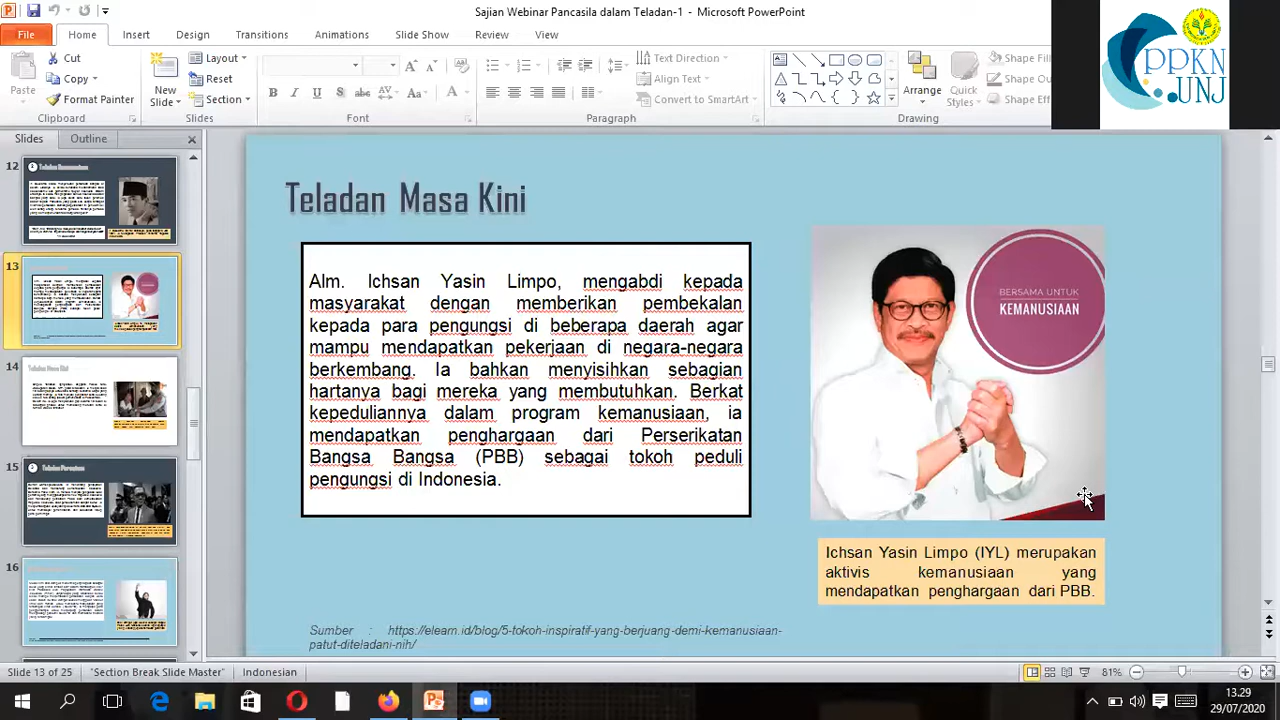 Sajian Webinar Pancasila dalam Teladan-1 - Microsoft PowerPoint
File Home Insert Design Transitions Animations Slide Show Review View
Paste
Cut
Copy
Format Painter
Clipboard
New Slide
Layout
Reset
Section
Slides
B I U S abc AV Aa A
Font
Text Direction
Align Text
Convert to SmartArt
Paragraph
Arrange
Quick Styles
Shape Fill
Shape Ou
Shape Eff
Drawing
PPKN
UNJ
Slides Outline
12
13
14
15
16
Teladan Masa Kini
Alm. Ichsan Yasin Limpo, mengabdi kepada
masyarakat dengan memberikan pembekalan
kepada para pengungsi di beberapa daerah agar
mampu mendapatkan pekerjaan di negara-negara
berkembang. Ia bahkan menyisihkan sebagian
hartanya bagi mereka yang membutuhkan. Berkat
kepeduliannya dalam program kemanusiaan, ia
mendapatkan penghargaan dari Perserikatan
Bangsa Bangsa (PBB) sebagai tokoh peduli
pengungsi di Indonesia.
BERSAMA UNTUK
KEMANUSIAAN
Ichsan Yasin Limpo (IYL) merupakan
aktivis kemanusiaan yang
mendapatkan penghargaan dari PBB.
Sumber : https://elearn.id/blog/5-tokoh-inspiratif-yang-berjuang-demi-kemanusiaan-
patut-diteladani-nih/
Slide 13 of 25 "Section Break Slide Master" Indonesian 81%
13.29
29/07/2020